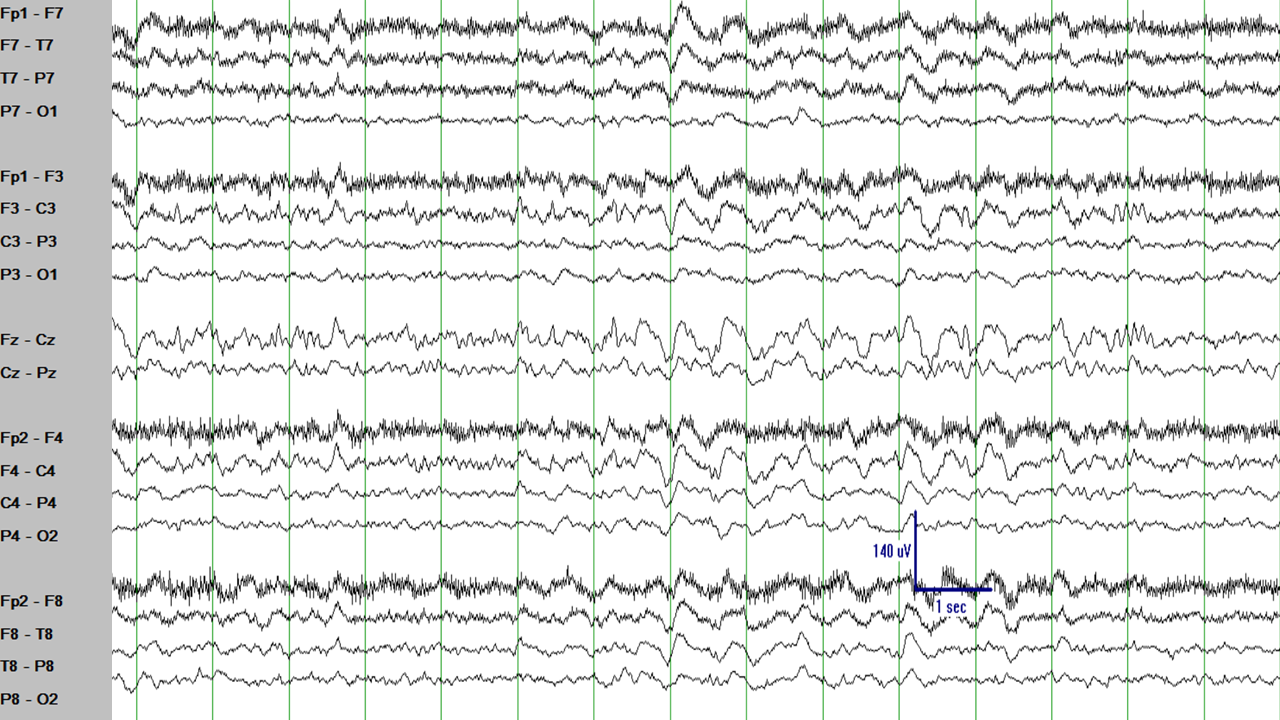 Fp1 - F7
F7 - T7
T7 - P7
P7 - O1
Fp1 - F3
F3 - C3
C3 - P3
P3 - O1
Fz - Cz
Cz - Pz
Fp2 - F4
F4 - C4
C4 - P4
P4 - O2
140 uV
Fp2 - F8
1 sec
F8 - T8
T8 - P8
P8 - O2